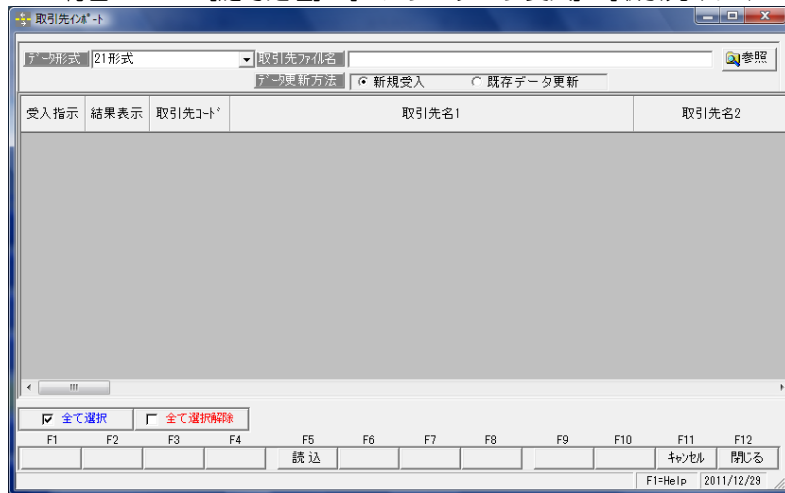 取引先ｲﾝﾎﾟｰﾄ
ﾃﾞｰﾀ形式 21形式 取引先ﾌｧｲﾙ名 参照
ﾃﾞｰﾀ更新方法 新規受入 既存データ更新
受入指示 結果表示 取引先ｺｰﾄﾞ 取引先名1 取引先名2
全て選択 全て選択解除
F1 F2 F3 F4 F5 F6 F7 F8 F9 F10 F11 F12
読込 ｷｬﾝｾﾙ 閉じる
F1=Help 2011/12/29